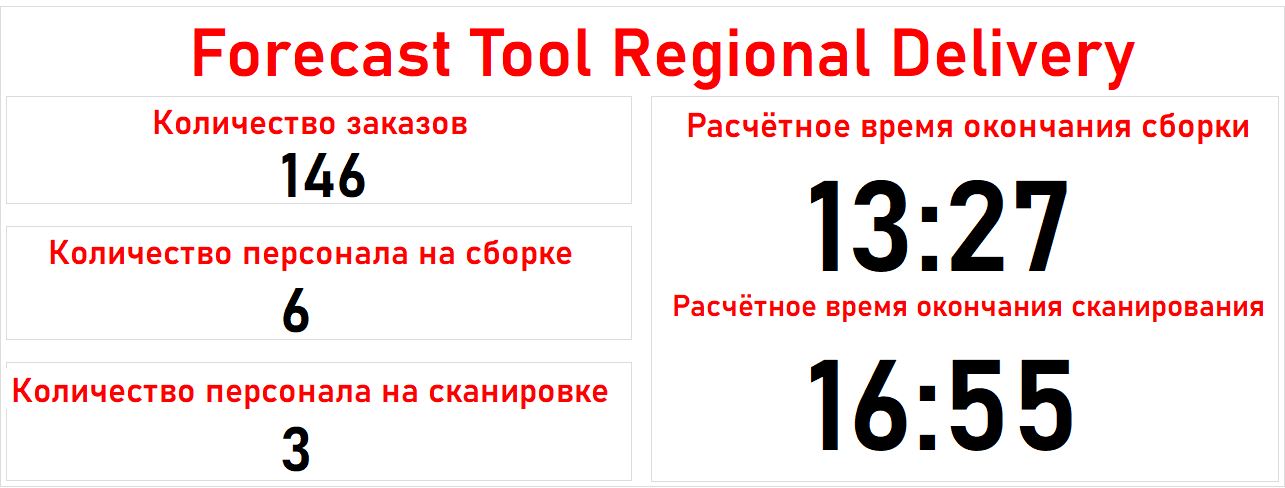 Forecast Tool Regional Delivery
Количество заказов
146
Количество персонала на сборке
6
Количество персонала на сканировке
3
Расчётное время окончания сборки
13:27
Расчётное время окончания сканирования
16:55